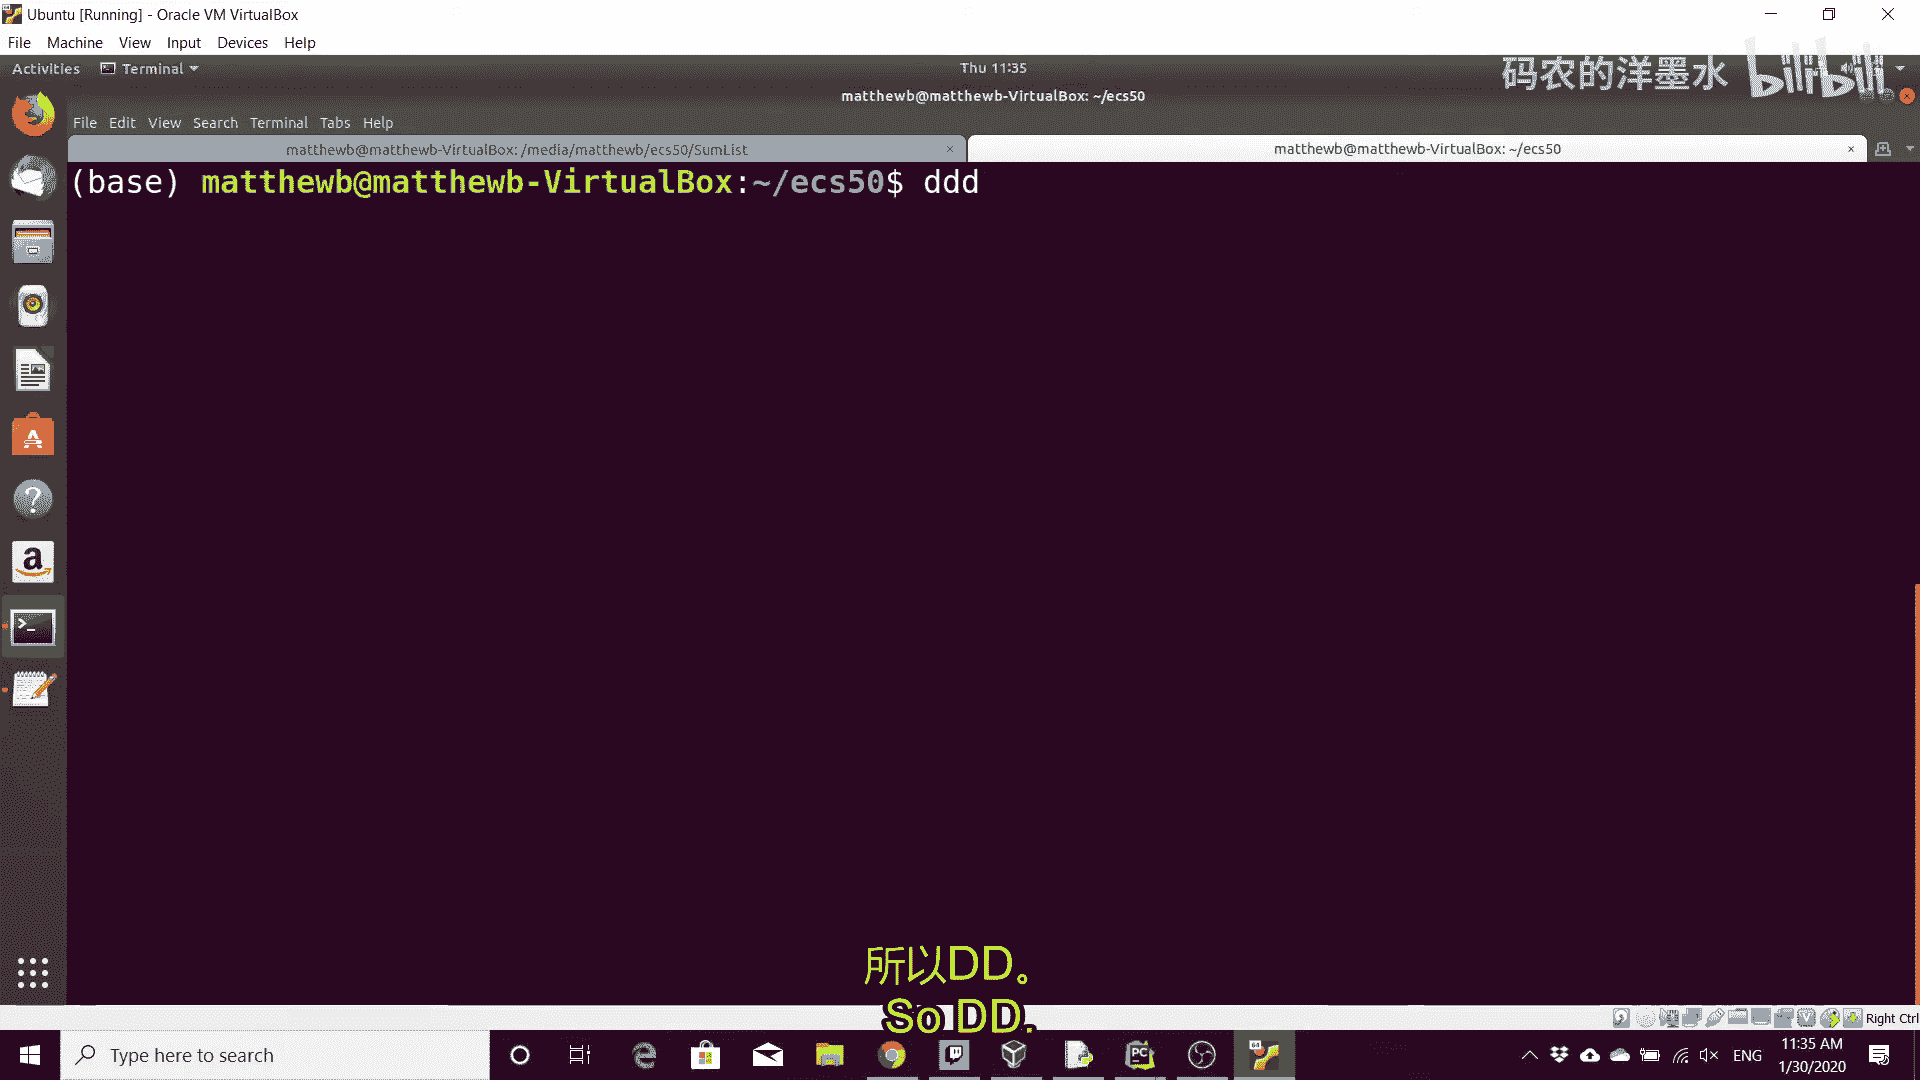 Ubuntu [Running] - Oracle VM VirtualBox
File Machine View Input Devices Help
Activities Terminal Thu 11:35
码农的洋墨水 bilibili
matthewb@matthewb-VirtualBox: ~/ecs50
File Edit View Search Terminal Tabs Help
matthewb@matthewb-VirtualBox: /media/matthewb/ecs50/SumList × matthewb@matthewb-VirtualBox: ~/ecs50 ×
(base) matthewb@matthewb-VirtualBox:~/ecs50$ ddd
所以DD。
So DD.
Right Ctrl
Type here to search
ENG
11:35 AM
1/30/2020